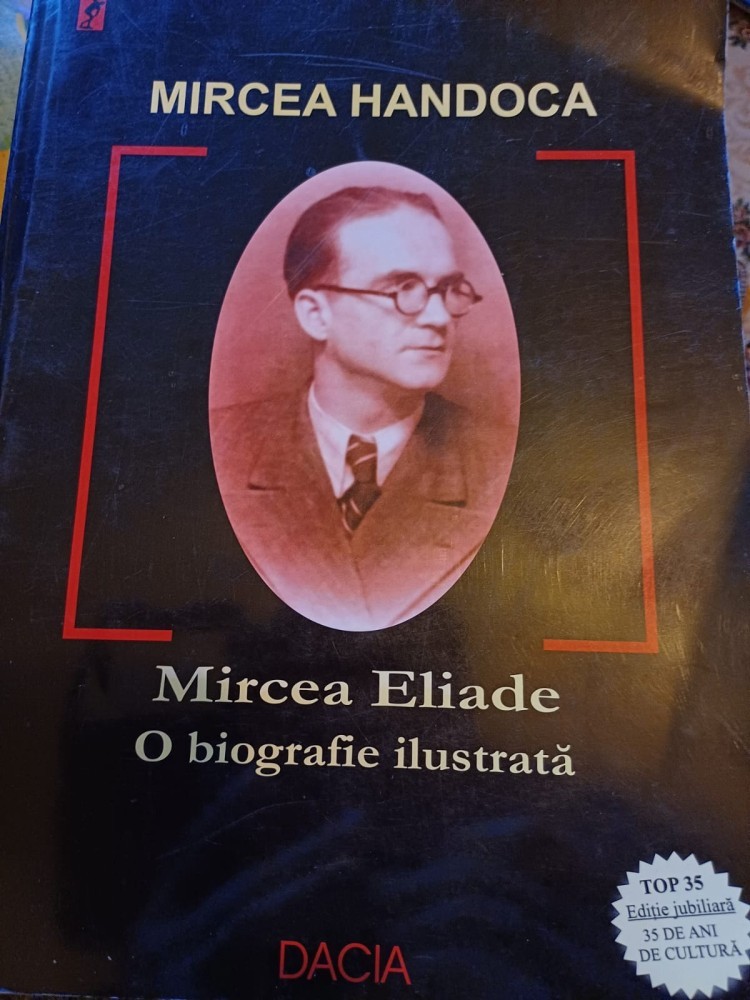 MIRCEA HANDOCA
Mircea Eliade
O biografie ilustrată
TOP 35
Ediție jubiliară
35 DE ANI
DE CULTURĂ
DACIA